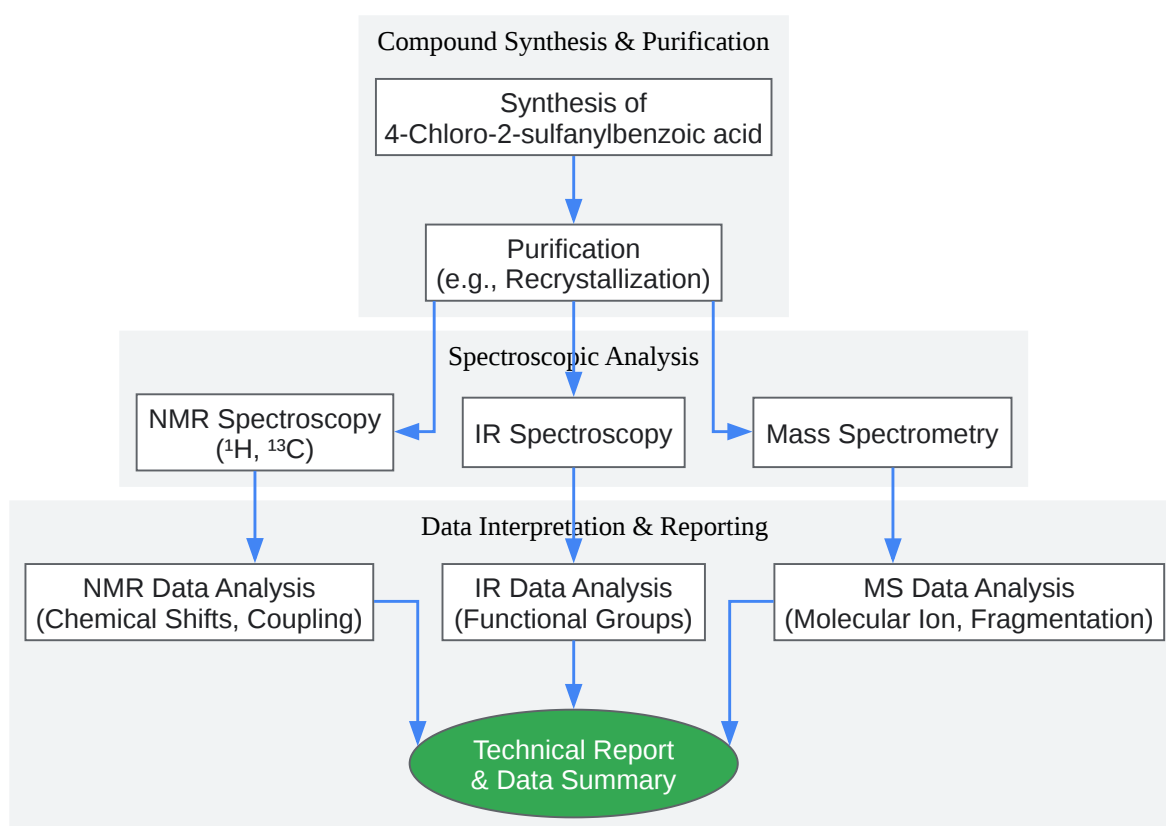 Compound Synthesis & Purification
Synthesis of
4-Chloro-2-sulfanylbenzoic acid
Purification
(e.g., Recrystallization)
Spectroscopic Analysis
NMR Spectroscopy
(¹H, ¹³C)
IR Spectroscopy
Mass Spectrometry
Data Interpretation & Reporting
NMR Data Analysis
(Chemical Shifts, Coupling)
IR Data Analysis
(Functional Groups)
MS Data Analysis
(Molecular Ion, Fragmentation)
Technical Report
& Data Summary